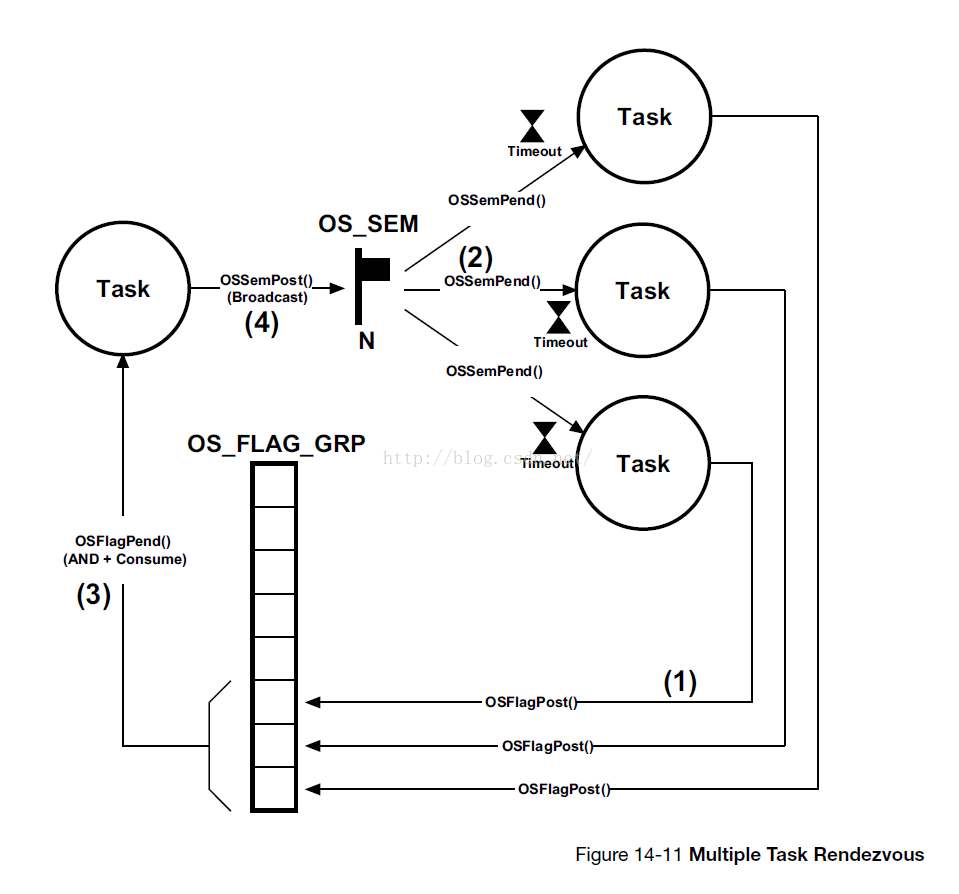 Task
Timeout
OSSemPend()
OS_SEM
(2)
Task
OSSemPost()
(Broadcast)
(4)
OSSemPend()
Task
N
Timeout
OSSemPend()
OS_FLAG_GRP
http://blog.csdn.net/
Timeout
Task
OSFlagPend()
(AND + Consume)
(3)
(1)
OSFlagPost()
OSFlagPost()
OSFlagPost()
Figure 14-11 Multiple Task Rendezvous